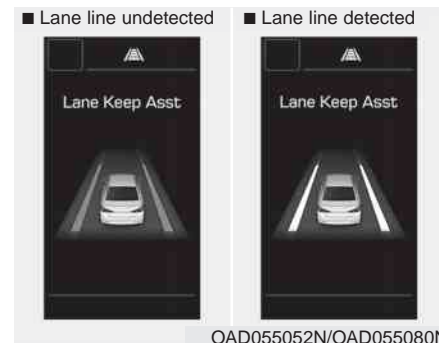 ■ Lane line undetected ■ Lane line detected
Lane Keep Asst Lane Keep Asst
OAD055052N/OAD055080N